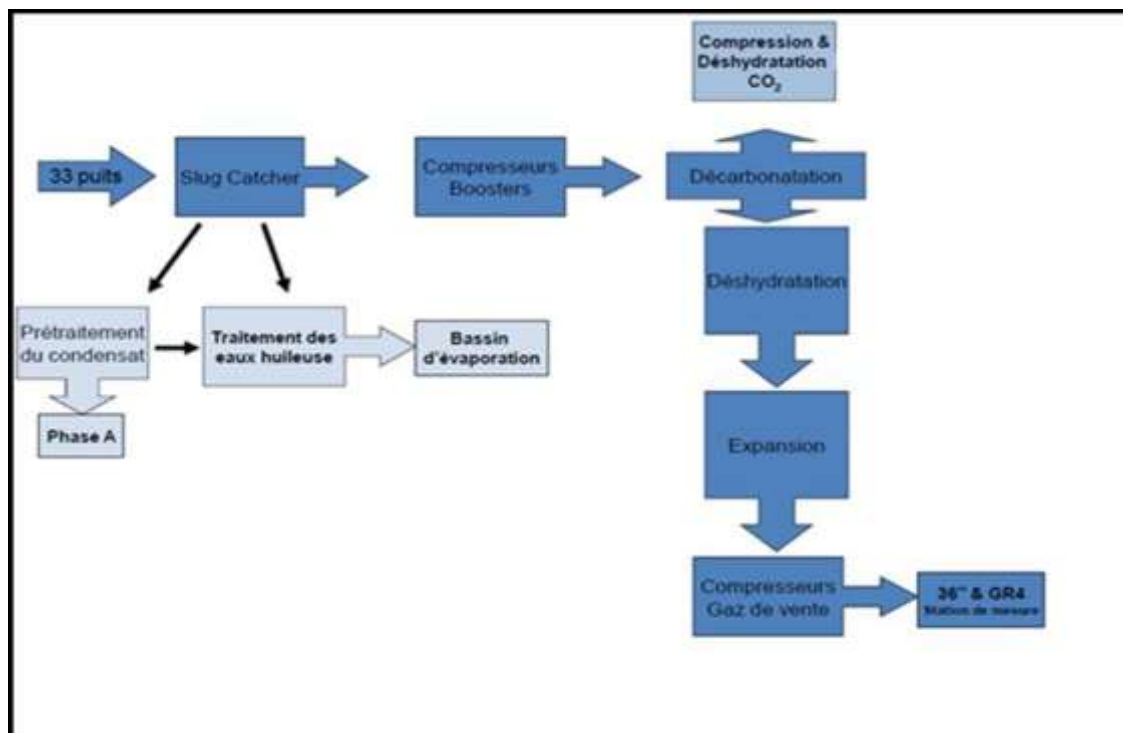 Compression &
Déshydratation
CO₂
33 puits
Slug Catcher
Compresseurs
Boosters
Décarbonatation
Déshydratation
Prétraitement
du condensat
Traitement des
eaux huileuse
Bassin
d'évaporation
Phase A
Expansion
Compresseurs
Gaz de vente
36" & GR4
Station de mesure